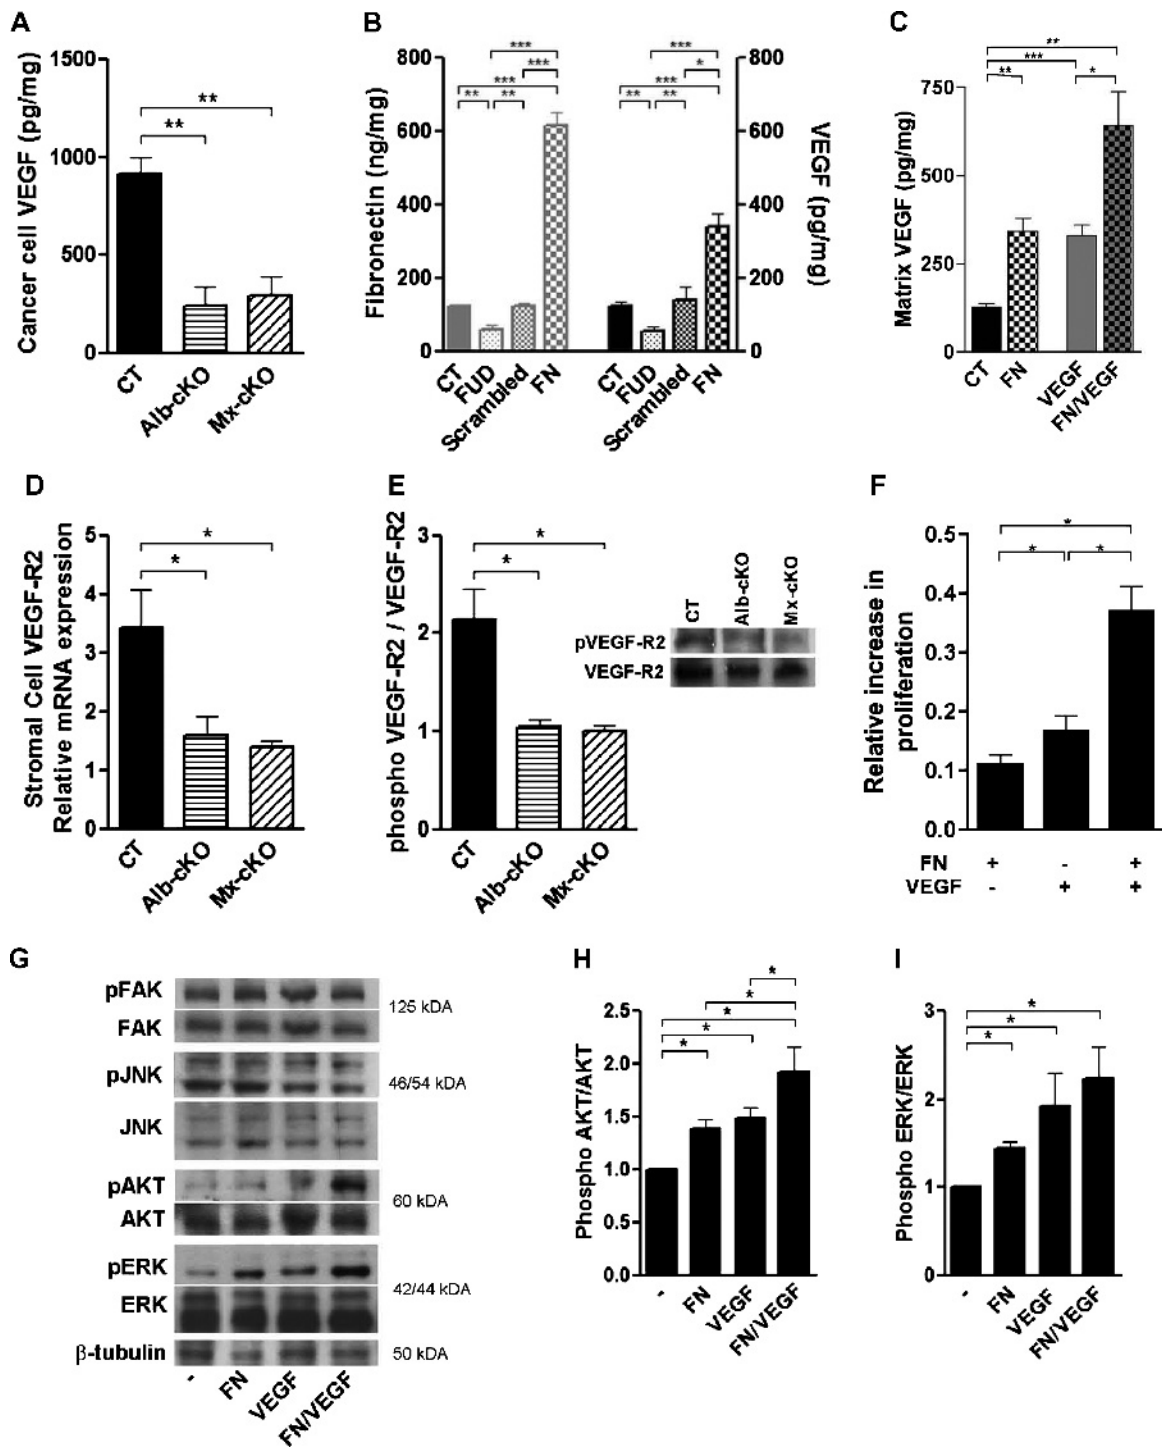 A
Cancer cell VEGF (pg/mg)
1500
1000
500
0
**
**
CT
Alb-cKO
Mx-cKO
B
Fibronectin (ng/mg)
800
600
400
200
0
***
***
***
**
**
***
*
***
**
**
CT
FUD
Scrambled
FN
CT
FUD
Scrambled
FN
800
600
400
200
0
VEGF (pg/mg)
C
Matrix VEGF (pg/mg)
750
500
250
0
**
***
**
*
CT
FN
VEGF
FN/VEGF
D
Stromal Cell VEGF-R2
Relative mRNA expression
5
4
3
2
1
0
*
*
CT
Alb-cKO
Mx-cKO
E
phospho VEGF-R2 / VEGF-R2
3
2
1
0
*
*
CT
Alb-cKO
Mx-cKO
CT
Alb-cKO
Mx-cKO
pVEGF-R2
VEGF-R2
F
Relative increase in
proliferation
0.5
0.4
0.3
0.2
0.1
0.0
*
*
*
FN + - +
VEGF - + +
G
pFAK
125 kDA
FAK
pJNK
46/54 kDA
JNK
pAKT
60 kDA
AKT
pERK
42/44 kDA
ERK
β-tubulin
50 kDA
-
FN
VEGF
FN/VEGF
H
Phospho AKT/AKT
2.5
2.0
1.5
1.0
0.5
0.0
*
*
*
*
*
-
FN
VEGF
FN/VEGF
I
Phospho ERK/ERK
3
2
1
0
*
*
*
-
FN
VEGF
FN/VEGF